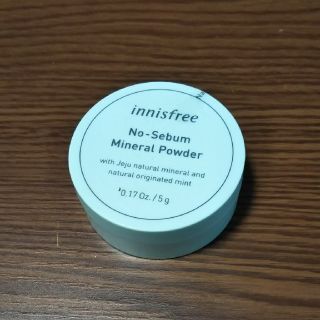 innisfree
No-Sebum
Mineral Powder
with Jeju natural mineral and
natural originated mint
0.17 Oz. / 5 g